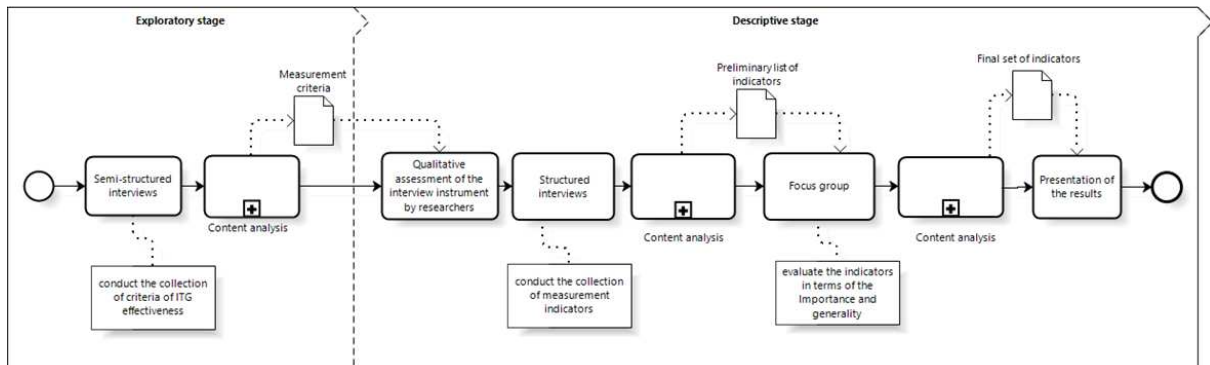 Exploratory stage
Descriptive stage
Measurement
criteria
Preliminary list of
indicators
Final set of indicators
Semi-structured
interviews
Content analysis
Qualitative
assessment of the
interview instrument
by researchers
Structured
interviews
Content analysis
Focus group
Content analysis
Presentation of
the results
conduct the collection
of criteria of ITG
effectiveness
conduct the collection
of measurement
indicators
evaluate the indicators
in terms of the
Importance and
generality